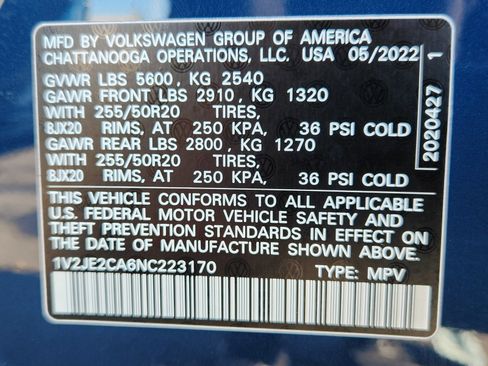 MFD BY VOLKSWAGEN GROUP OF AMERICA
CHATTANOOGA OPERATIONS, LLC. USA 05/2022
GVWR LBS 5600, KG 2540
GAWR FRONT LBS 2910, KG 1320
WITH 255/50R20 TIRES,
8JX20 RIMS, AT 250 KPA, 36 PSI COLD
GAWR REAR LBS 2800, KG 1270
WITH 255/50R20 TIRES,
8JX20 RIMS, AT 250 KPA, 36 PSI COLD
THIS VEHICLE CONFORMS TO ALL APPLICABLE
U.S. FEDERAL MOTOR VEHICLE SAFETY AND
THEFT PREVENTION STANDARDS IN EFFECT ON
THE DATE OF MANUFACTURE SHOWN ABOVE.
1V2JE2CA6NC223170 TYPE: MPV
2020427 1